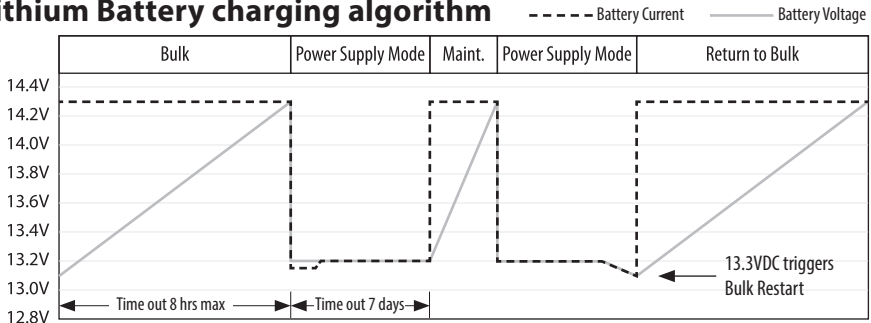 ithium Battery charging algorithm
Battery Current
Battery Voltage
Bulk
Power Supply Mode
Maint.
Power Supply Mode
Return to Bulk
14.4V
14.2V
14.0V
13.8V
13.6V
13.4V
13.2V
13.0V
12.8V
13.3VDC triggers
Bulk Restart
Time out 8 hrs max
Time out 7 days